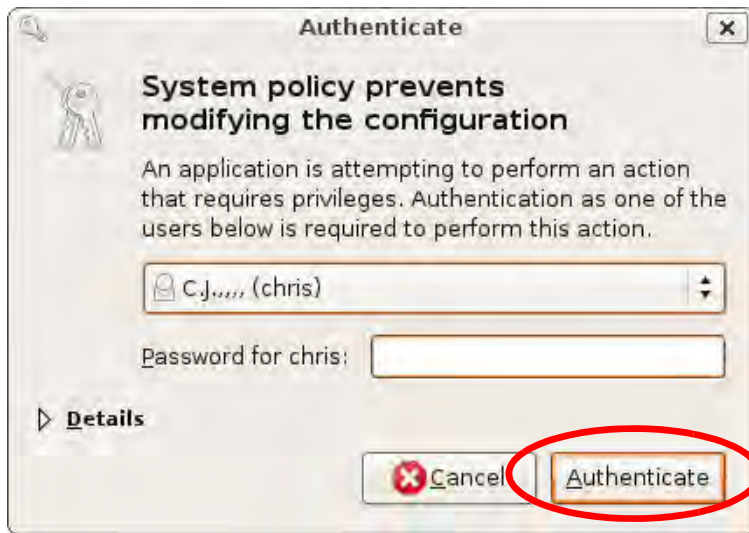 Authenticate
System policy prevents
modifying the configuration
An application is attempting to perform an action
that requires privileges. Authentication as one of the
users below is required to perform this action.
C.J.,,,, (chris)
Password for chris:
Details
Cancel
Authenticate